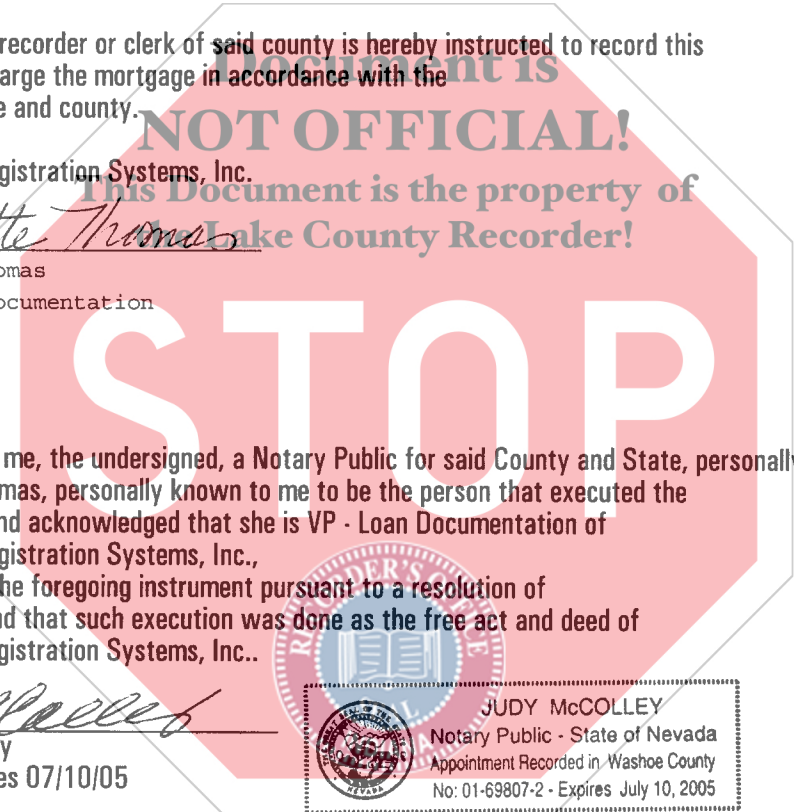 recorder or clerk of said county is hereby instructed to record this
Document is
arge the mortgage in accordance with the
e and county.
NOT OFFICIAL!
gistration Systems, Inc.
This Document is the property of
tte Thomas
the Lake County Recorder!
omas
ocumentation
STOP
me, the undersigned, a Notary Public for said County and State, personally
mas, personally known to me to be the person that executed the
nd acknowledged that she is VP - Loan Documentation of
gistration Systems, Inc.,
he foregoing instrument pursuant to a resolution of
nd that such execution was done as the free act and deed of
gistration Systems, Inc..
RECORDER'S OFFICE
SEAL
y
es 07/10/05
JUDY McCOLLEY
Notary Public - State of Nevada
Appointment Recorded in Washoe County
No: 01-69807-2 - Expires July 10, 2005
NEVADA